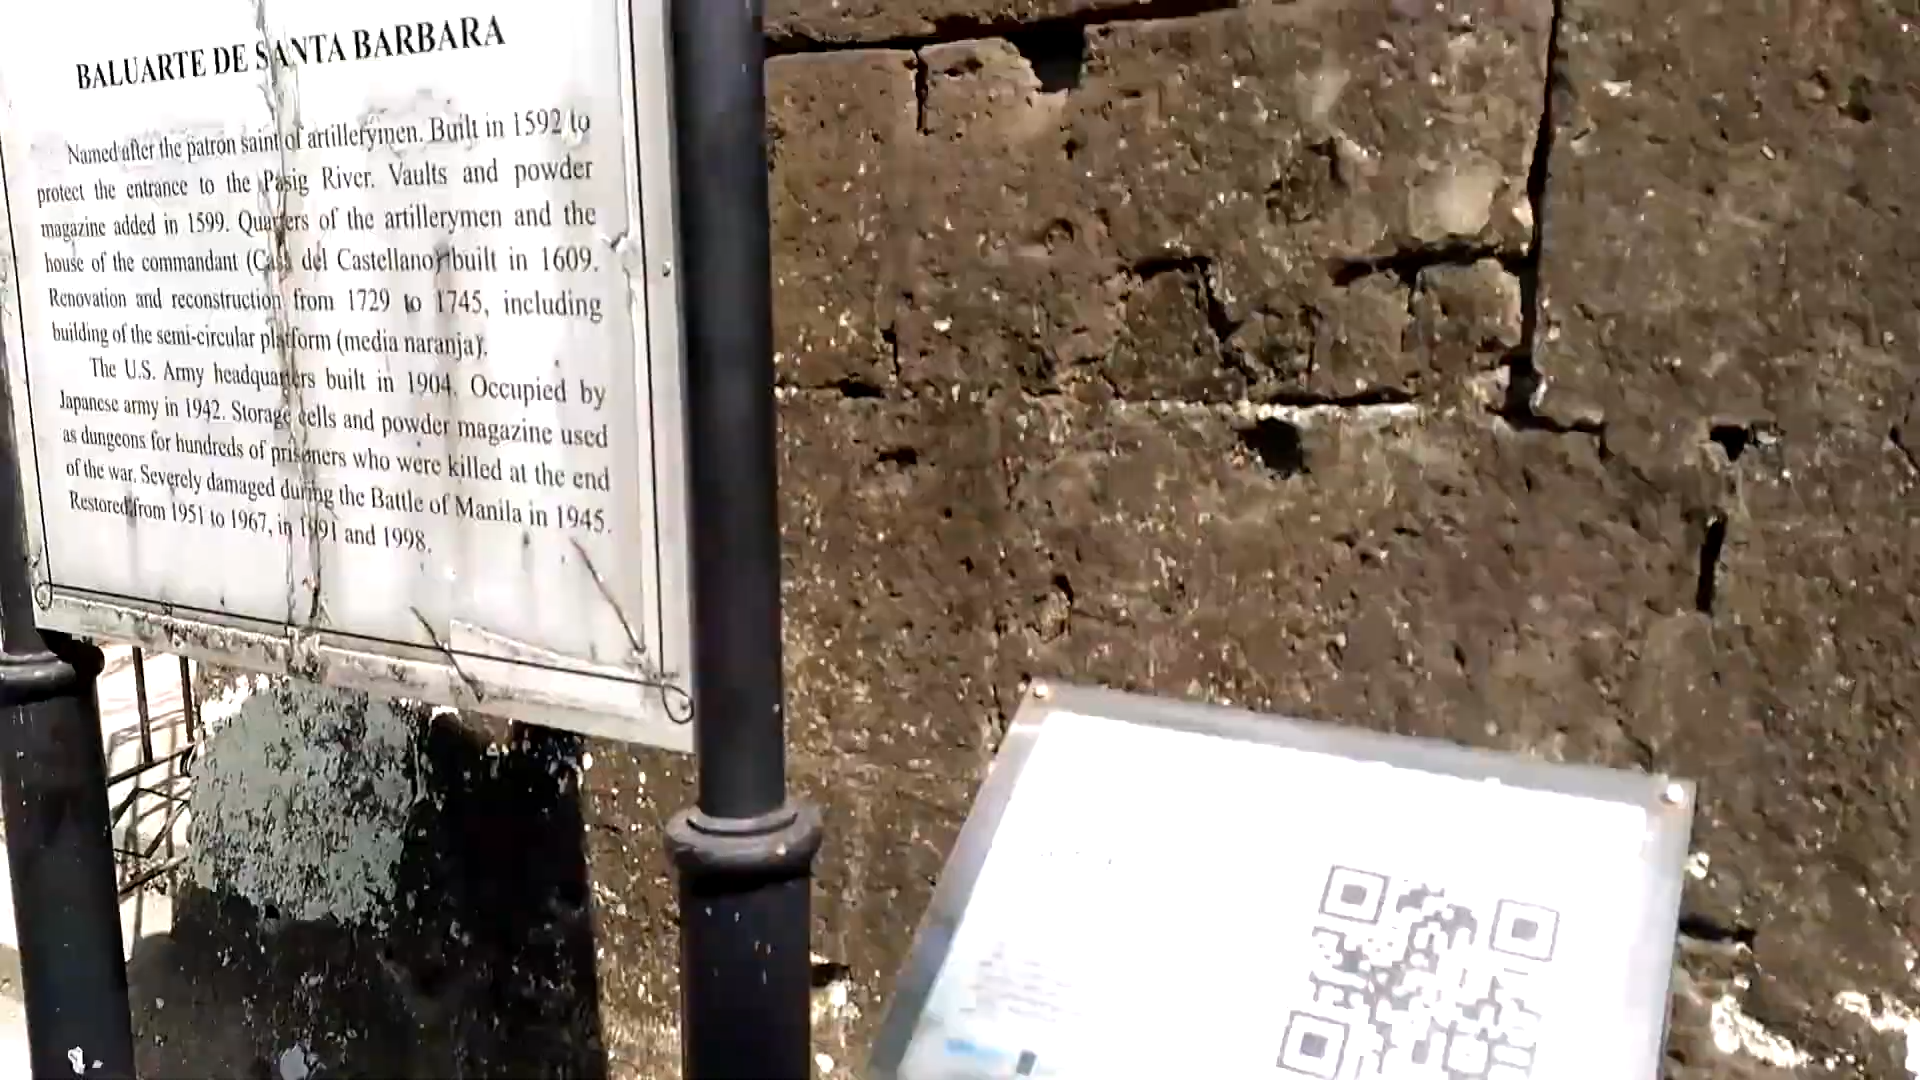 BALUARTE DE SANTA BARBARA
Named after the patron saint of artillerymen. Built in 1592 to
protect the entrance to the Pasig River. Vaults and powder
magazine added in 1599. Quarters of the artillerymen and the
house of the commandant (Casa del Castellano) built in 1609.
Renovation and reconstruction from 1729 to 1745, including
building of the semi-circular platform (media naranja).
The U.S. Army headquarters built in 1904. Occupied by
Japanese army in 1942. Storage cells and powder magazine used
as dungeons for hundreds of prisoners who were killed at the end
of the war. Severely damaged during the Battle of Manila in 1945.
Restored from 1951 to 1967, in 1991 and 1998.